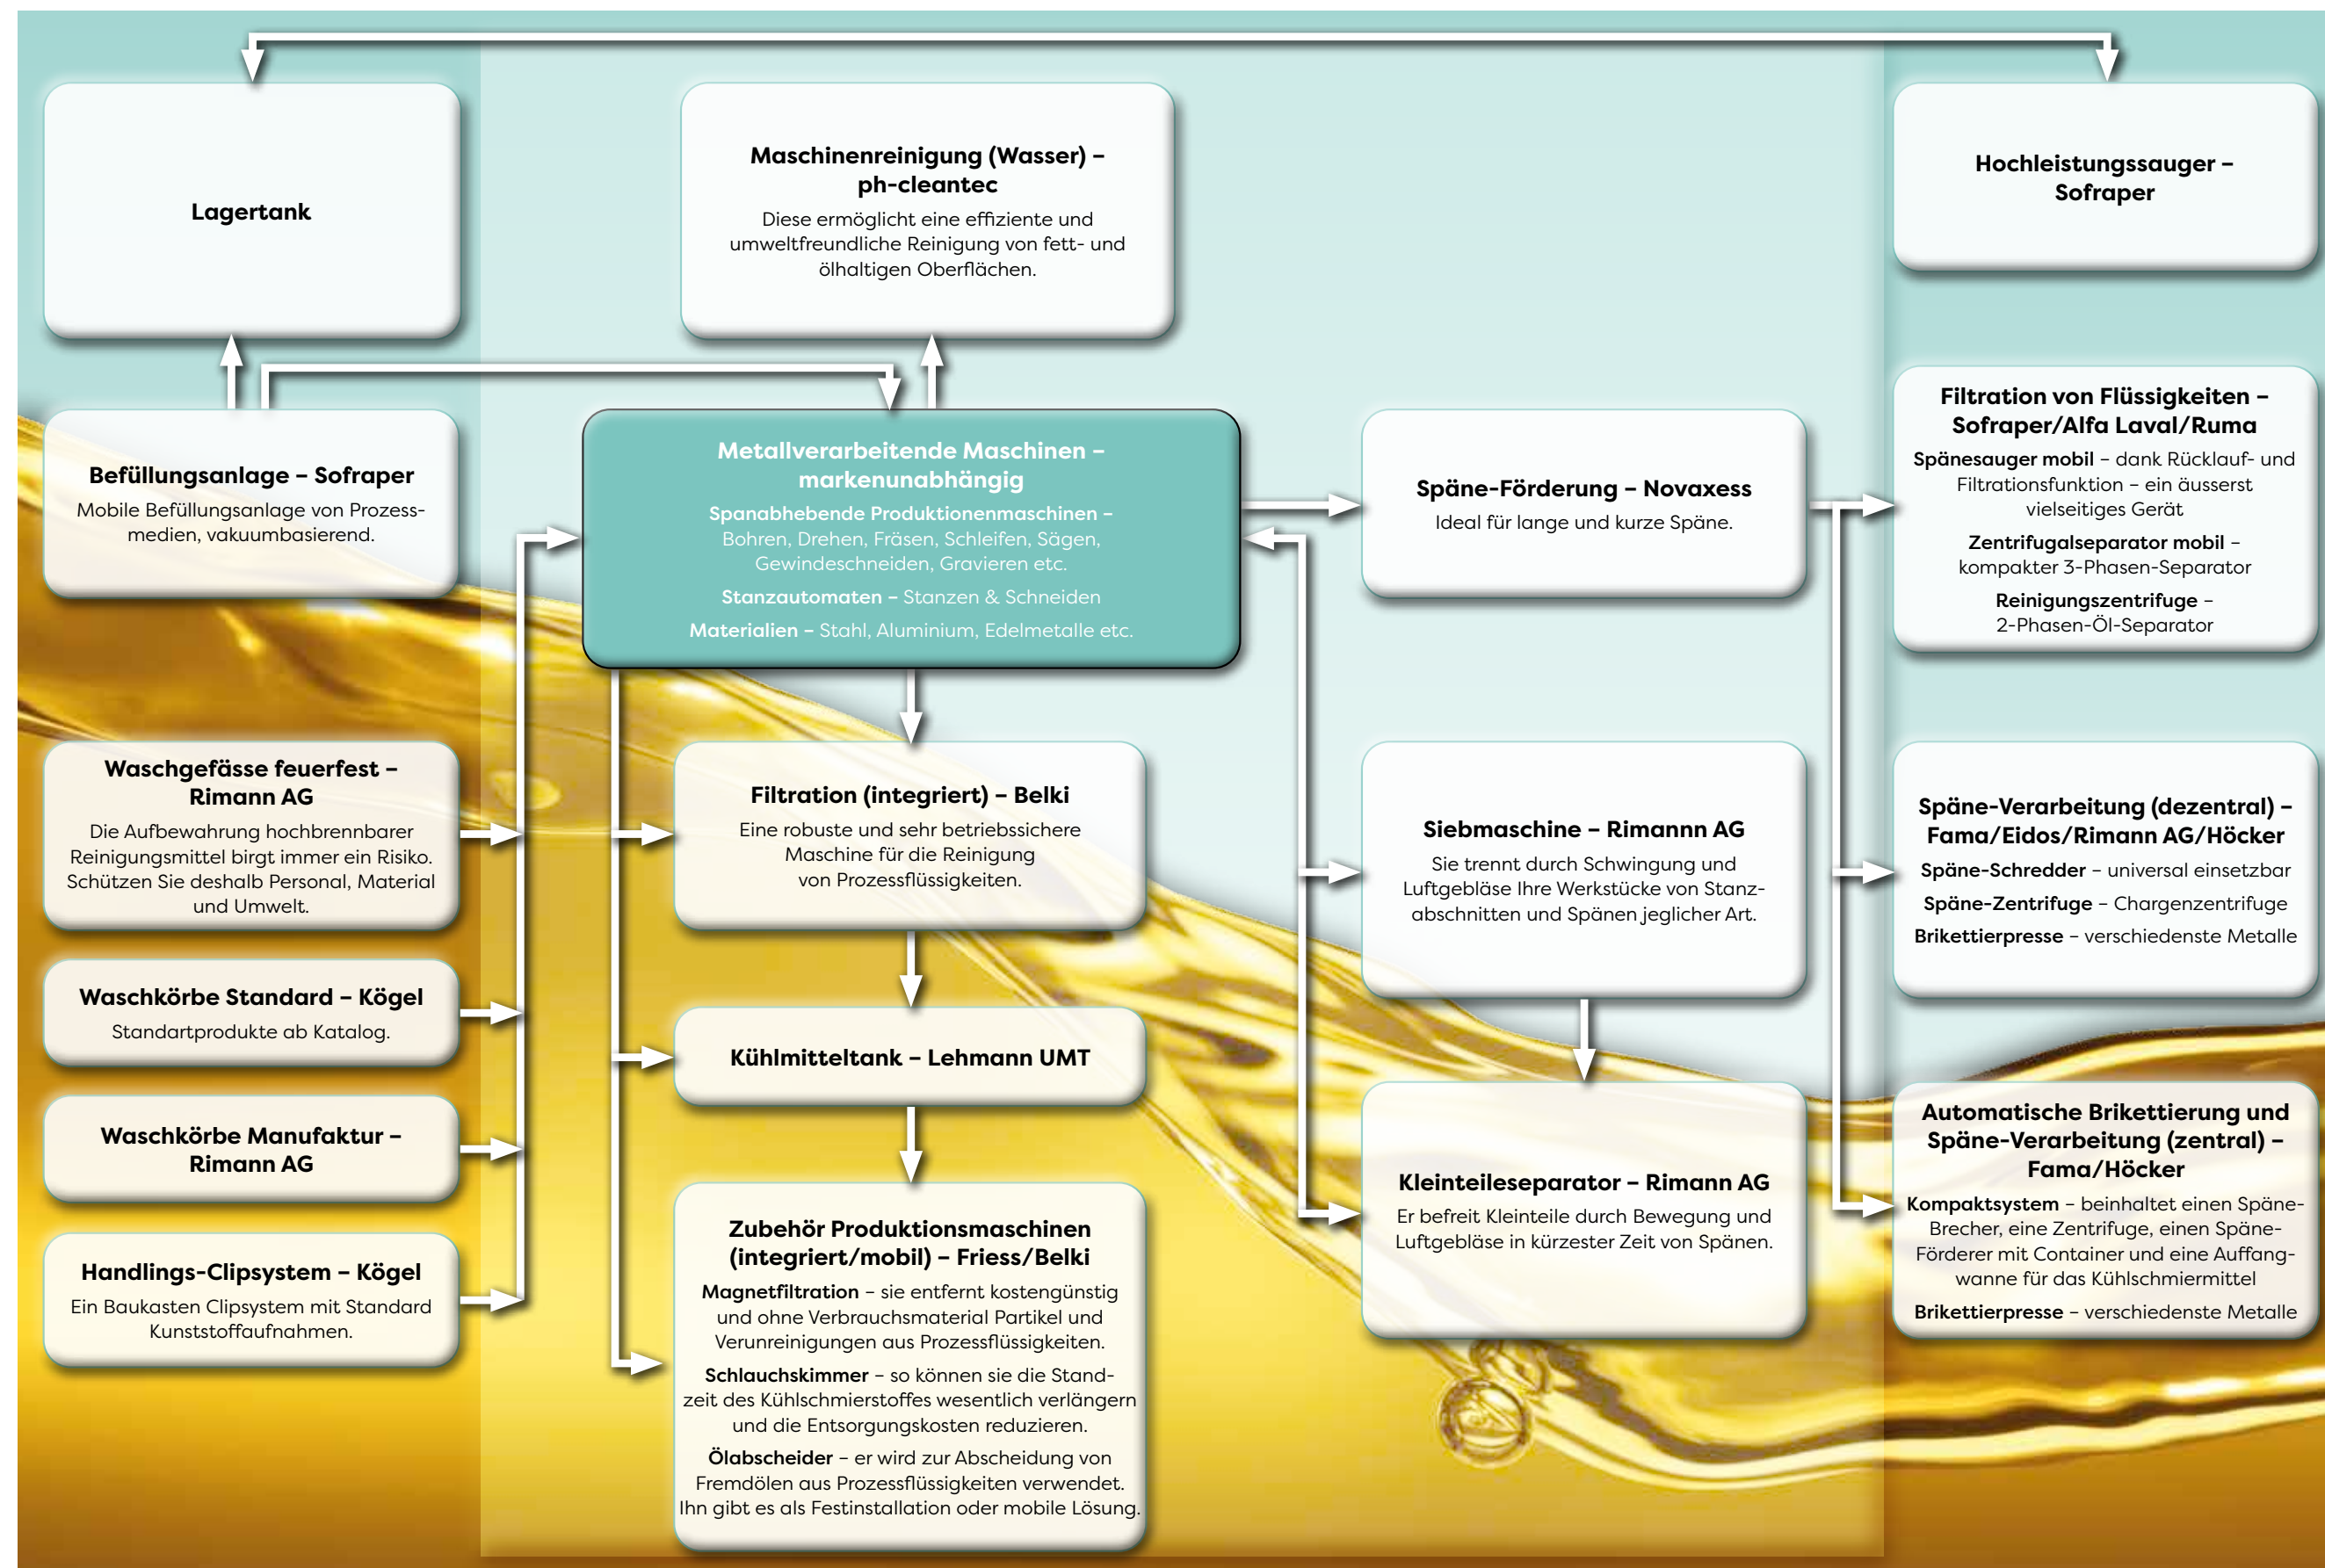 Lagertank
Maschinenreinigung (Wasser) –
ph-cleantec
Diese ermöglicht eine effiziente und
umweltfreundliche Reinigung von fett- und
ölhaltigen Oberflächen.
Hochleistungssauger –
Sofraper
Befüllungsanlage – Sofraper
Mobile Befüllungsanlage von Prozess-
medien, vakuumbasierend.
Metallverarbeitende Maschinen –
markenunabhängig
Spanabhebende Produktionenmaschinen –
Bohren, Drehen, Fräsen, Schleifen, Sägen,
Gewindeschneiden, Gravieren etc.
Stanzautomaten – Stanzen & Schneiden
Materialien – Stahl, Aluminium, Edelmetalle etc.
Späne-Förderung – Novaxess
Ideal für lange und kurze Späne.
Filtration von Flüssigkeiten –
Sofraper/Alfa Laval/Ruma
Spänesauger mobil – dank Rücklauf- und
Filtrationsfunktion – ein äusserst
vielseitiges Gerät
Zentrifugalseparator mobil –
kompakter 3-Phasen-Separator
Reinigungszentrifuge –
2-Phasen-Öl-Separator
Waschgefässe feuerfest –
Rimann AG
Die Aufbewahrung hochbrennbarer
Reinigungsmittel birgt immer ein Risiko.
Schützen Sie deshalb Personal, Material
und Umwelt.
Filtration (integriert) – Belki
Eine robuste und sehr betriebssichere
Maschine für die Reinigung
von Prozessflüssigkeiten.
Siebmaschine – Rimannn AG
Sie trennt durch Schwingung und
Luftgebläse Ihre Werkstücke von Stanz-
abschnitten und Spänen jeglicher Art.
Späne-Verarbeitung (dezentral) –
Fama/Eidos/Rimann AG/Höcker
Späne-Schredder – universal einsetzbar
Späne-Zentrifuge – Chargenzentrifuge
Brikettierpresse – verschiedenste Metalle
Waschkörbe Standard – Kögel
Standartprodukte ab Katalog.
Kühlmitteltank – Lehmann UMT
Waschkörbe Manufaktur –
Rimann AG
Kleinteileseparator – Rimann AG
Er befreit Kleinteile durch Bewegung und
Luftgebläse in kürzester Zeit von Spänen.
Automatische Brikettierung und
Späne-Verarbeitung (zentral) –
Fama/Höcker
Kompaktsystem – beinhaltet einen Späne-
Brecher, eine Zentrifuge, einen Späne-
Förderer mit Container und eine Auffang-
wanne für das Kühlschmiermittel
Brikettierpresse – verschiedenste Metalle
Handlings-Clipsystem – Kögel
Ein Baukasten Clipsystem mit Standard
Kunststoffaufnahmen.
Zubehör Produktionsmaschinen
(integriert/mobil) – Friess/Belki
Magnetfiltration – sie entfernt kostengünstig
und ohne Verbrauchsmaterial Partikel und
Verunreinigungen aus Prozessflüssigkeiten.
Schlauchskimmer – so können sie die Stand-
zeit des Kühlschmierstoffes wesentlich verlängern
und die Entsorgungskosten reduzieren.
Ölabscheider – er wird zur Abscheidung von
Fremdölen aus Prozessflüssigkeiten verwendet.
Ihn gibt es als Festinstallation oder mobile Lösung.